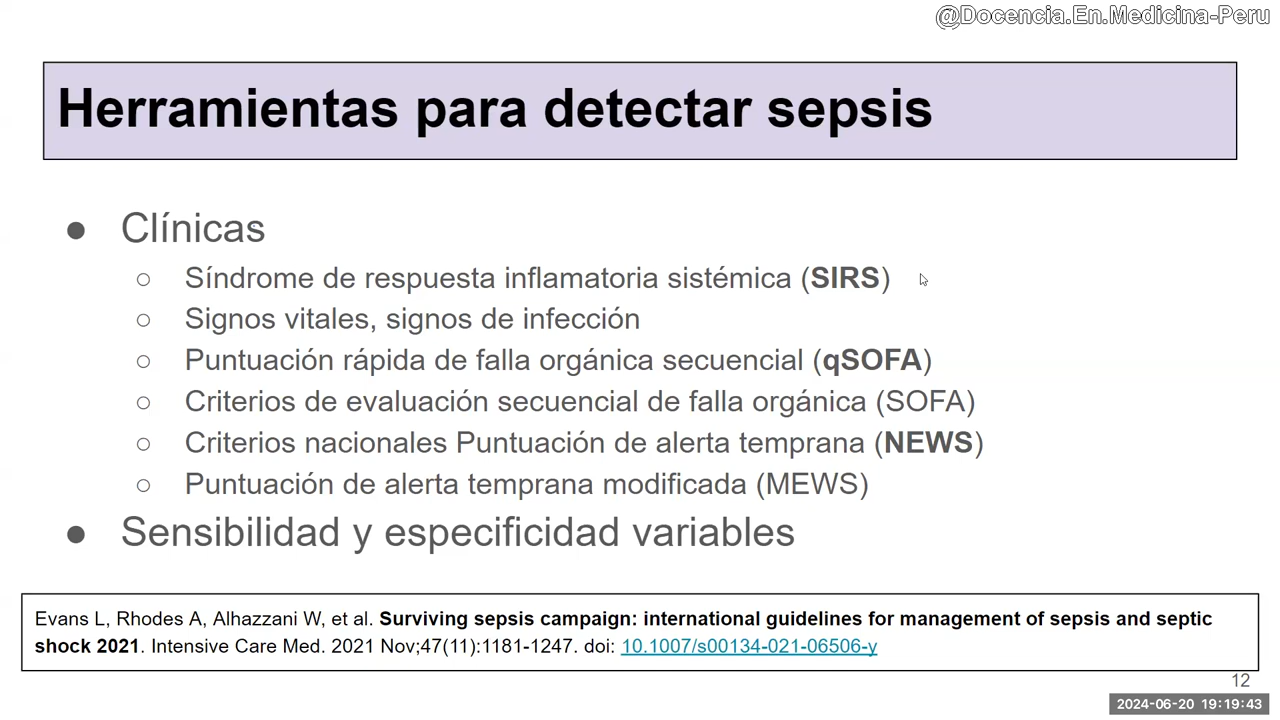 @Docencia.En.Medicina-Peru
Herramientas para detectar sepsis
● Clínicas
○ Síndrome de respuesta inflamatoria sistémica (SIRS)
○ Signos vitales, signos de infección
○ Puntuación rápida de falla orgánica secuencial (qSOFA)
○ Criterios de evaluación secuencial de falla orgánica (SOFA)
○ Criterios nacionales Puntuación de alerta temprana (NEWS)
○ Puntuación de alerta temprana modificada (MEWS)
● Sensibilidad y especificidad variables
Evans L, Rhodes A, Alhazzani W, et al. Surviving sepsis campaign: international guidelines for management of sepsis and septic
shock 2021. Intensive Care Med. 2021 Nov;47(11):1181-1247. doi: 10.1007/s00134-021-06506-y
12
2024-06-20 19:19:43